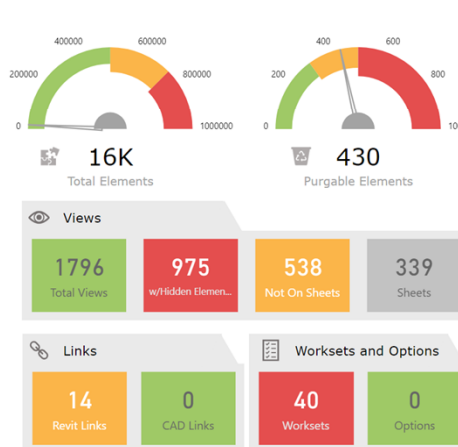 400000 600000
200000 800000
0 1000000
400 600
200 800
0 10
16K
Total Elements
430
Purgable Elements
Views
1796
Total Views
975
w/Hidden Elemen...
538
Not On Sheets
339
Sheets
Links
14
Revit Links
0
CAD Links
Worksets and Options
40
Worksets
0
Options